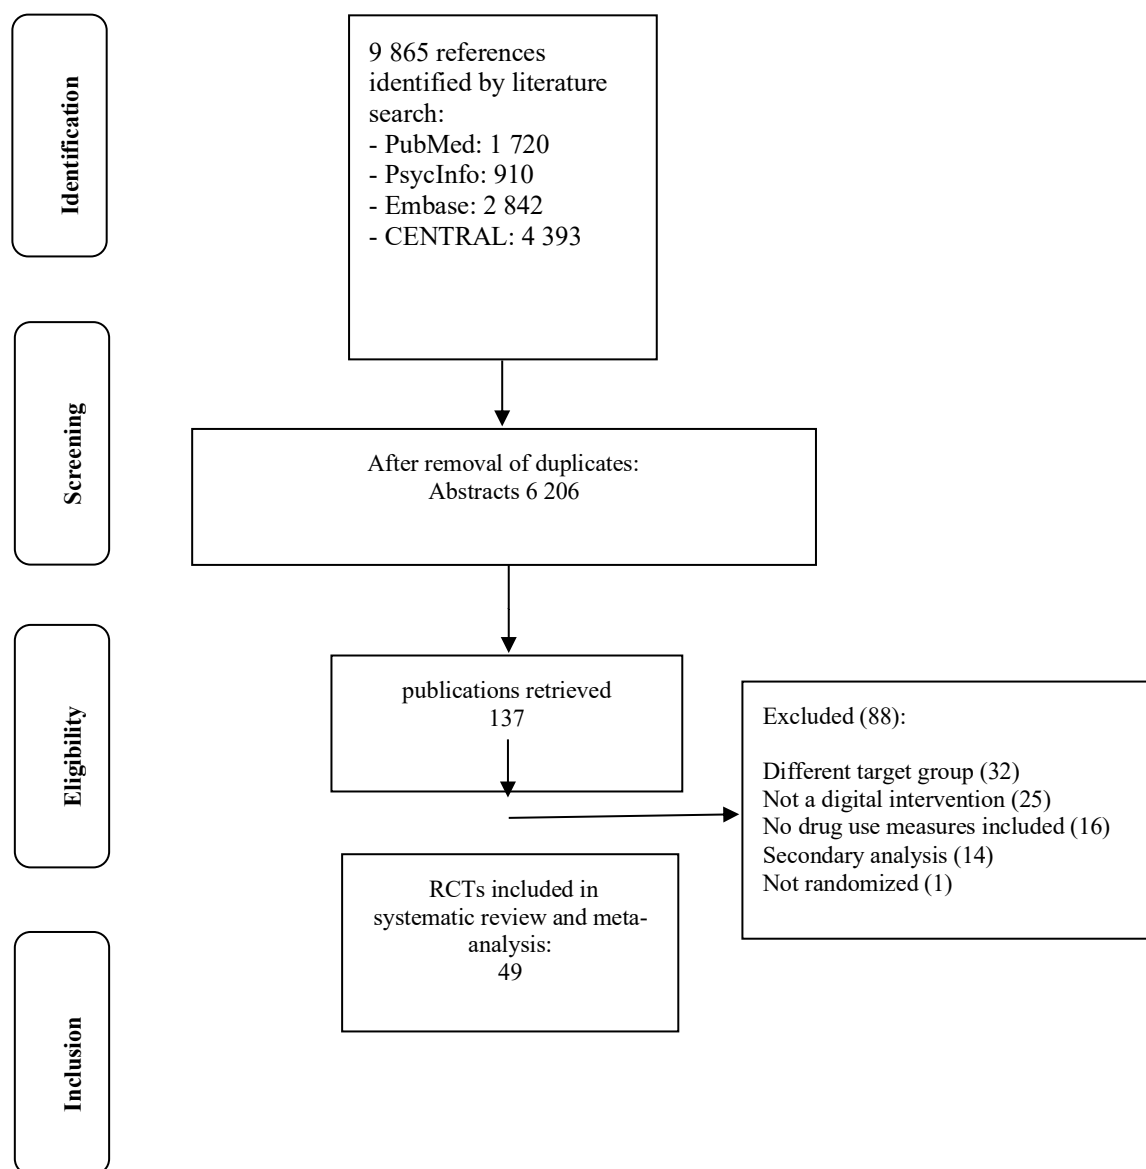 Identification
9 865 references
identified by literature
search:
- PubMed: 1 720
- PsycInfo: 910
- Embase: 2 842
- CENTRAL: 4 393
Screening
After removal of duplicates:
Abstracts 6 206
Eligibility
publications retrieved
137
Excluded (88):
Different target group (32)
Not a digital intervention (25)
No drug use measures included (16)
Secondary analysis (14)
Not randomized (1)
Inclusion
RCTs included in
systematic review and meta-
analysis:
49